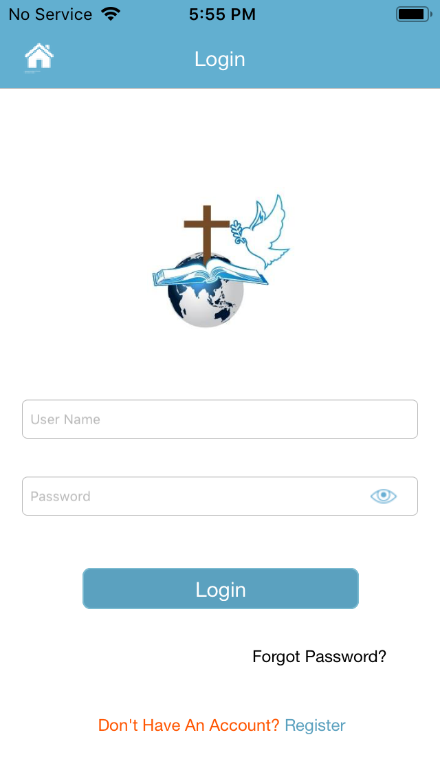 No Service 5:55 PM
Login
User Name
Password
Login
Forgot Password?
Don't Have An Account? Register